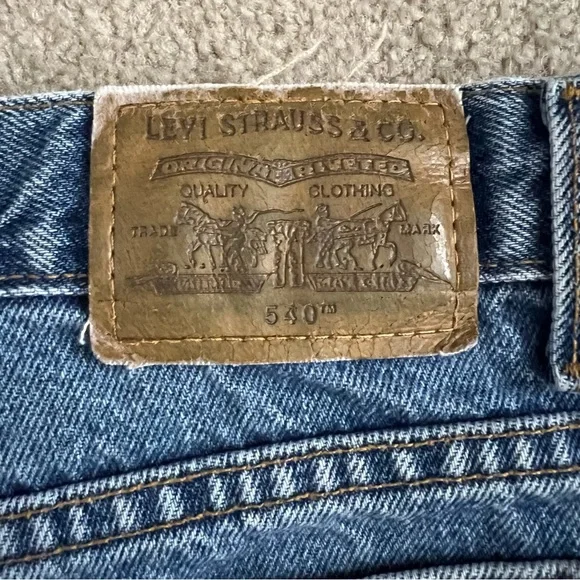 LEVI STRAUSS & CO.
ORIGINAL RIVETED
QUALITY CLOTHING
TRADE MARK
540™